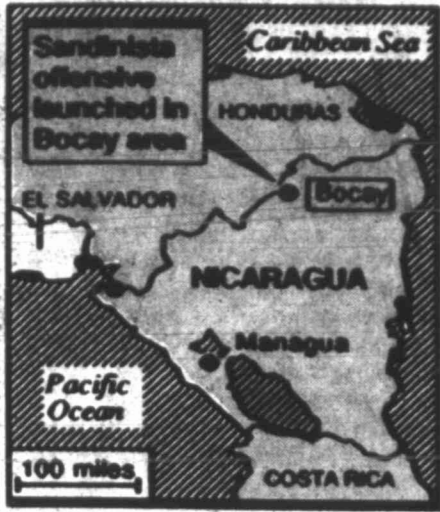 Sandinista
offensive
launched in
Bocay area
Caribbean Sea
HONDURAS
EL SALVADOR
Bocay
NICARAGUA
Managua
Pacific
Ocean
100 miles
COSTA RICA